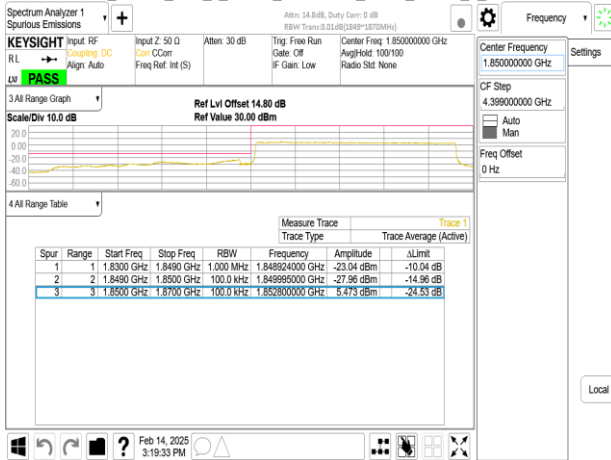 Spectrum Analyzer 1
Spurious Emissions
+
Attn: 14.8dB, Duty Corr: 0 dB
RBW Trans:3.01dB(1849~1870MHz)
Frequency
KEYSIGHT
Input: RF
Coupling: DC
Align: Auto
Input Z: 50 Ω
Corr CCorr
Freq Ref: Int (S)
Atten: 30 dB
Trig: Free Run
Gate: Off
IF Gain: Low
Center Freq: 1.850000000 GHz
Avg|Hold: 100/100
Radio Std: None
RL
LXI
PASS
Center Frequency
1.850000000 GHz
Settings
CF Step
4.399000000 GHz
Auto
Man
Freq Offset
0 Hz
3 All Range Graph
Scale/Div 10.0 dB
Ref Lvl Offset 14.80 dB
Ref Value 30.00 dBm
20.0
0.00
-20.0
-40.0
-60.0
4 All Range Table
Measure Trace Trace 1
Trace Type Trace Average (Active)
Spur Range Start Freq Stop Freq RBW Frequency Amplitude ΔLimit
1 1 1.8300 GHz 1.8490 GHz 1.000 MHz 1.848924000 GHz -23.04 dBm -10.04 dB
2 2 1.8490 GHz 1.8500 GHz 100.0 kHz 1.849995000 GHz -27.96 dBm -14.96 dB
3 3 1.8500 GHz 1.8700 GHz 100.0 kHz 1.852800000 GHz 5.473 dBm -24.53 dB
Local
?
Feb 14, 2025
3:19:33 PM